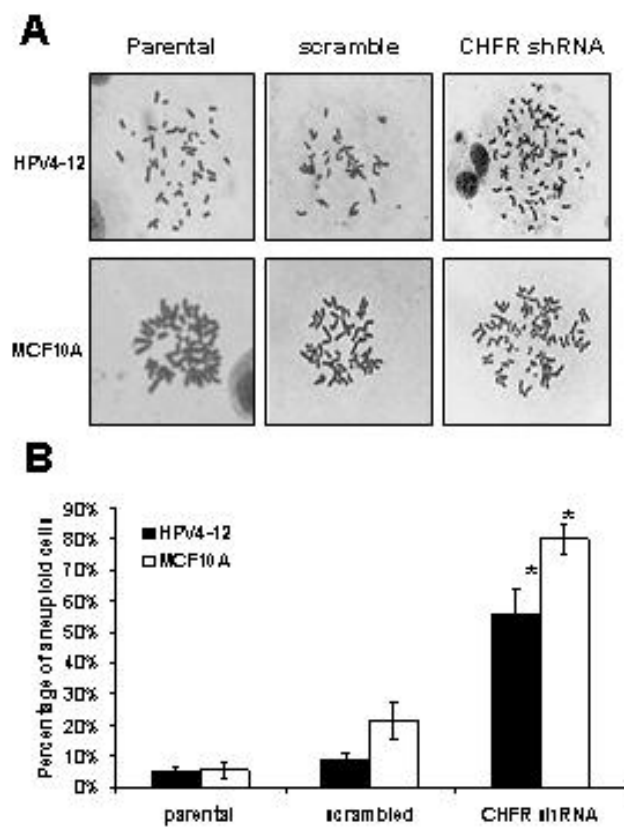 A
Parental scramble CHFR shRNA
HPV4-12
MCF10A
B
90%
80%
70%
60%
50%
40%
30%
20%
10%
0%
Percentage of aneuploid cells
HPV4-12
MCF10A
*
*
parental scrambled CHFR shRNA